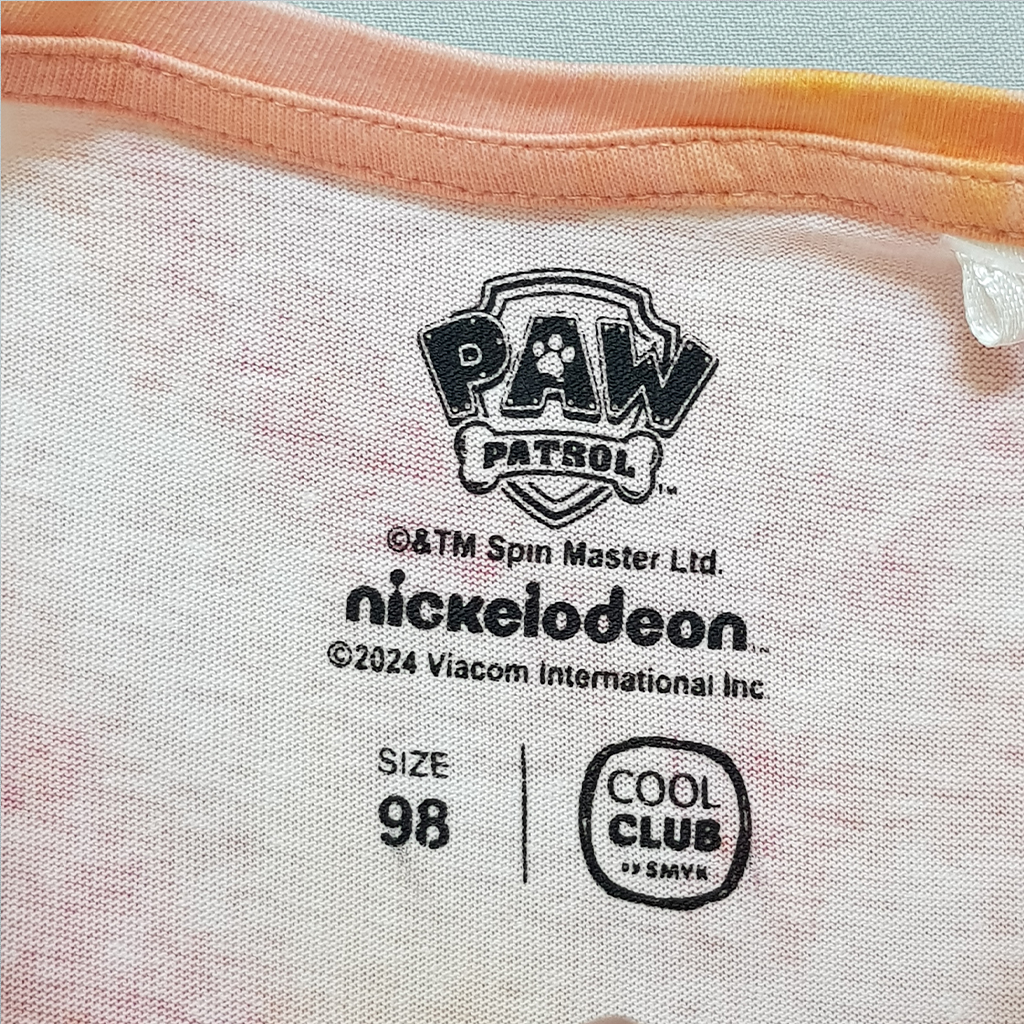 PAW
PATROL
TM
©&TM Spin Master Ltd.
nickelodeon TM
©2024 Viacom International Inc
SIZE
98
COOL
CLUB
by SMYK